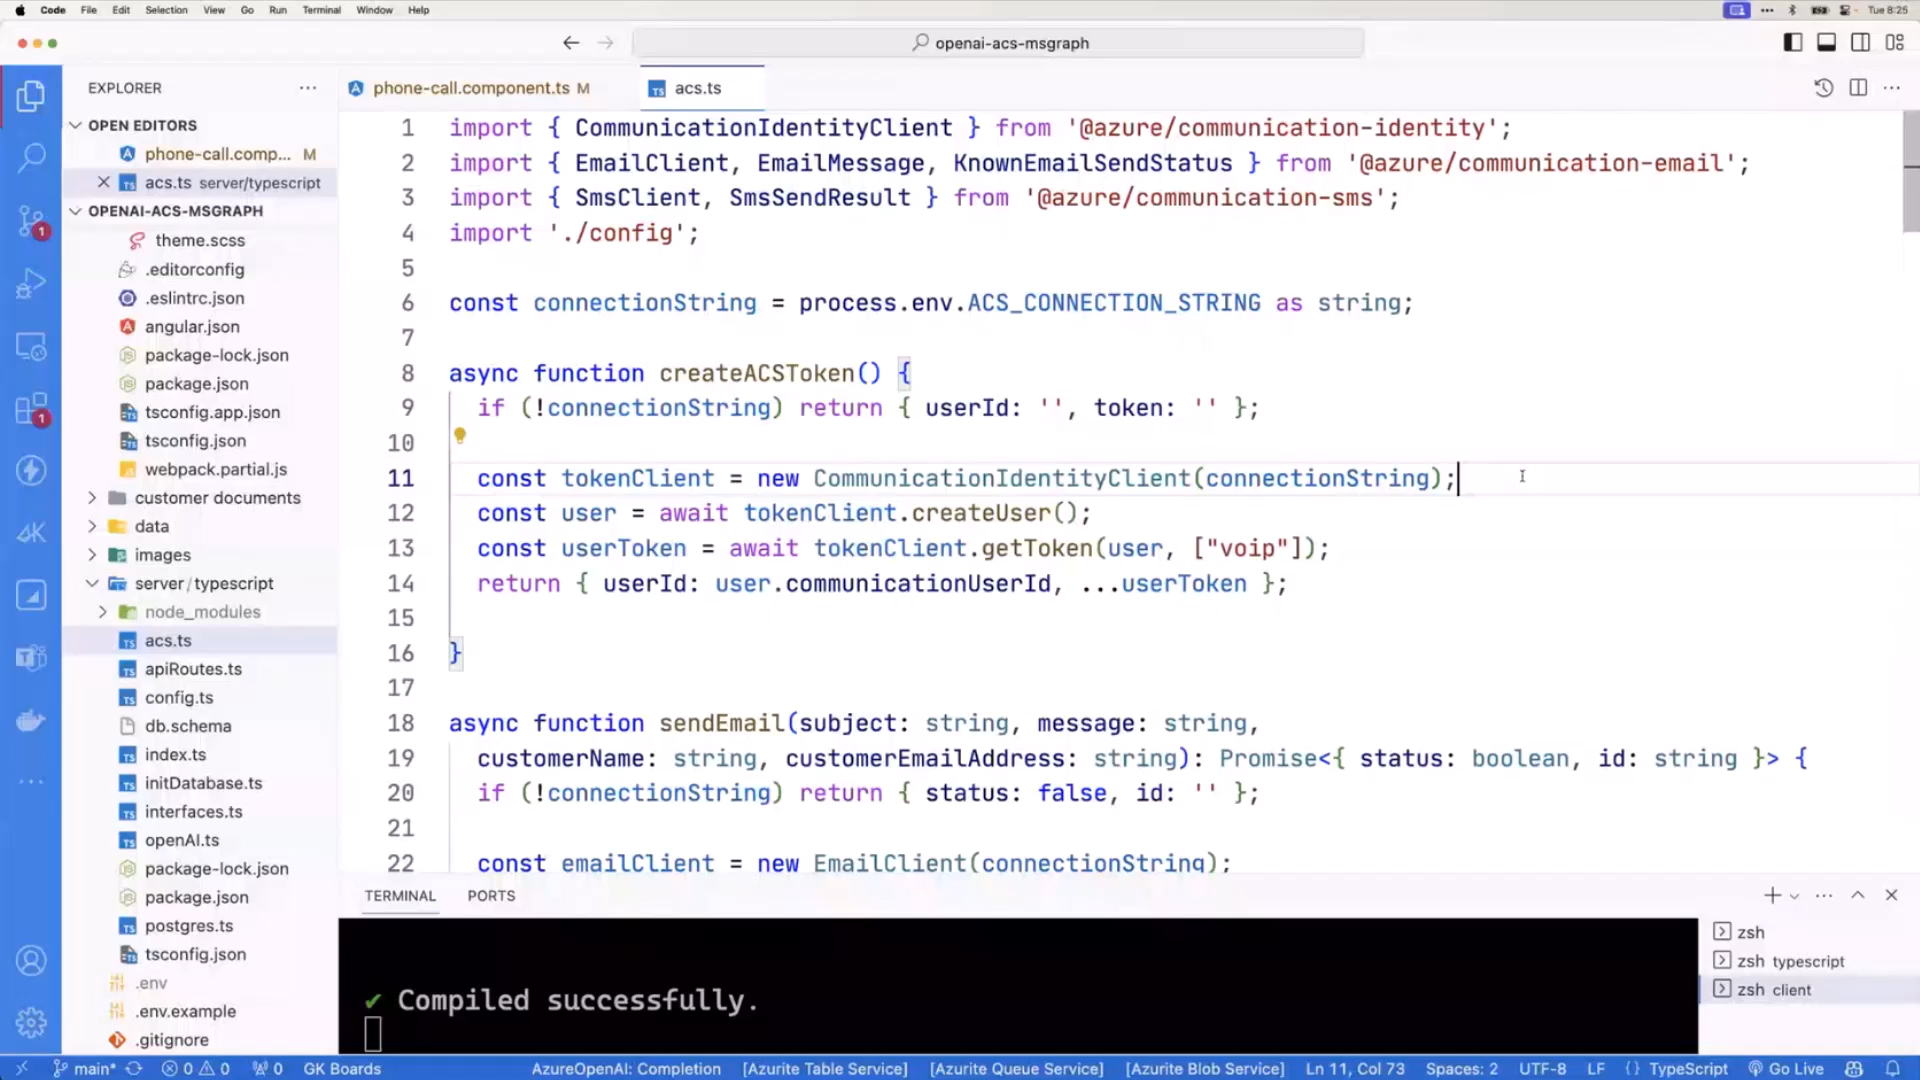 Code File Edit Selection View Go Run Terminal Window Help Tue 8:25
openai-acs-msgraph
EXPLORER
OPEN EDITORS
phone-call.comp... M
acs.ts server/typescript
OPENAI-ACS-MSGRAPH
theme.scss
.editorconfig
.eslintrc.json
angular.json
package-lock.json
package.json
tsconfig.app.json
tsconfig.json
webpack.partial.js
customer documents
data
images
server/typescript
node_modules
acs.ts
apiRoutes.ts
config.ts
db.schema
index.ts
initDatabase.ts
interfaces.ts
openAI.ts
package-lock.json
package.json
postgres.ts
tsconfig.json
.env
.env.example
.gitignore
1
1
phone-call.component.ts M acs.ts
1 import { CommunicationIdentityClient } from '@azure/communication-identity';
2 import { EmailClient, EmailMessage, KnownEmailSendStatus } from '@azure/communication-email';
3 import { SmsClient, SmsSendResult } from '@azure/communication-sms';
4 import './config';
5
6 const connectionString = process.env.ACS_CONNECTION_STRING as string;
7
8 async function createACSToken() {
9 if (!connectionString) return { userId: '', token: '' };
10
11 const tokenClient = new CommunicationIdentityClient(connectionString);
12 const user = await tokenClient.createUser();
13 const userToken = await tokenClient.getToken(user, ["voip"]);
14 return { userId: user.communicationUserId, ...userToken };
15
16 }
17
18 async function sendEmail(subject: string, message: string,
19 customerName: string, customerEmailAddress: string): Promise<{ status: boolean, id: string }> {
20 if (!connectionString) return { status: false, id: '' };
21
22 const emailClient = new EmailClient(connectionString);
TERMINAL PORTS
✔ Compiled successfully.
zsh
zsh typescript
zsh client
main* 0 0 0 GK Boards AzureOpenAI: Completion [Azurite Table Service] [Azurite Queue Service] [Azurite Blob Service] Ln 11, Col 73 Spaces: 2 UTF-8 LF { } TypeScript Go Live